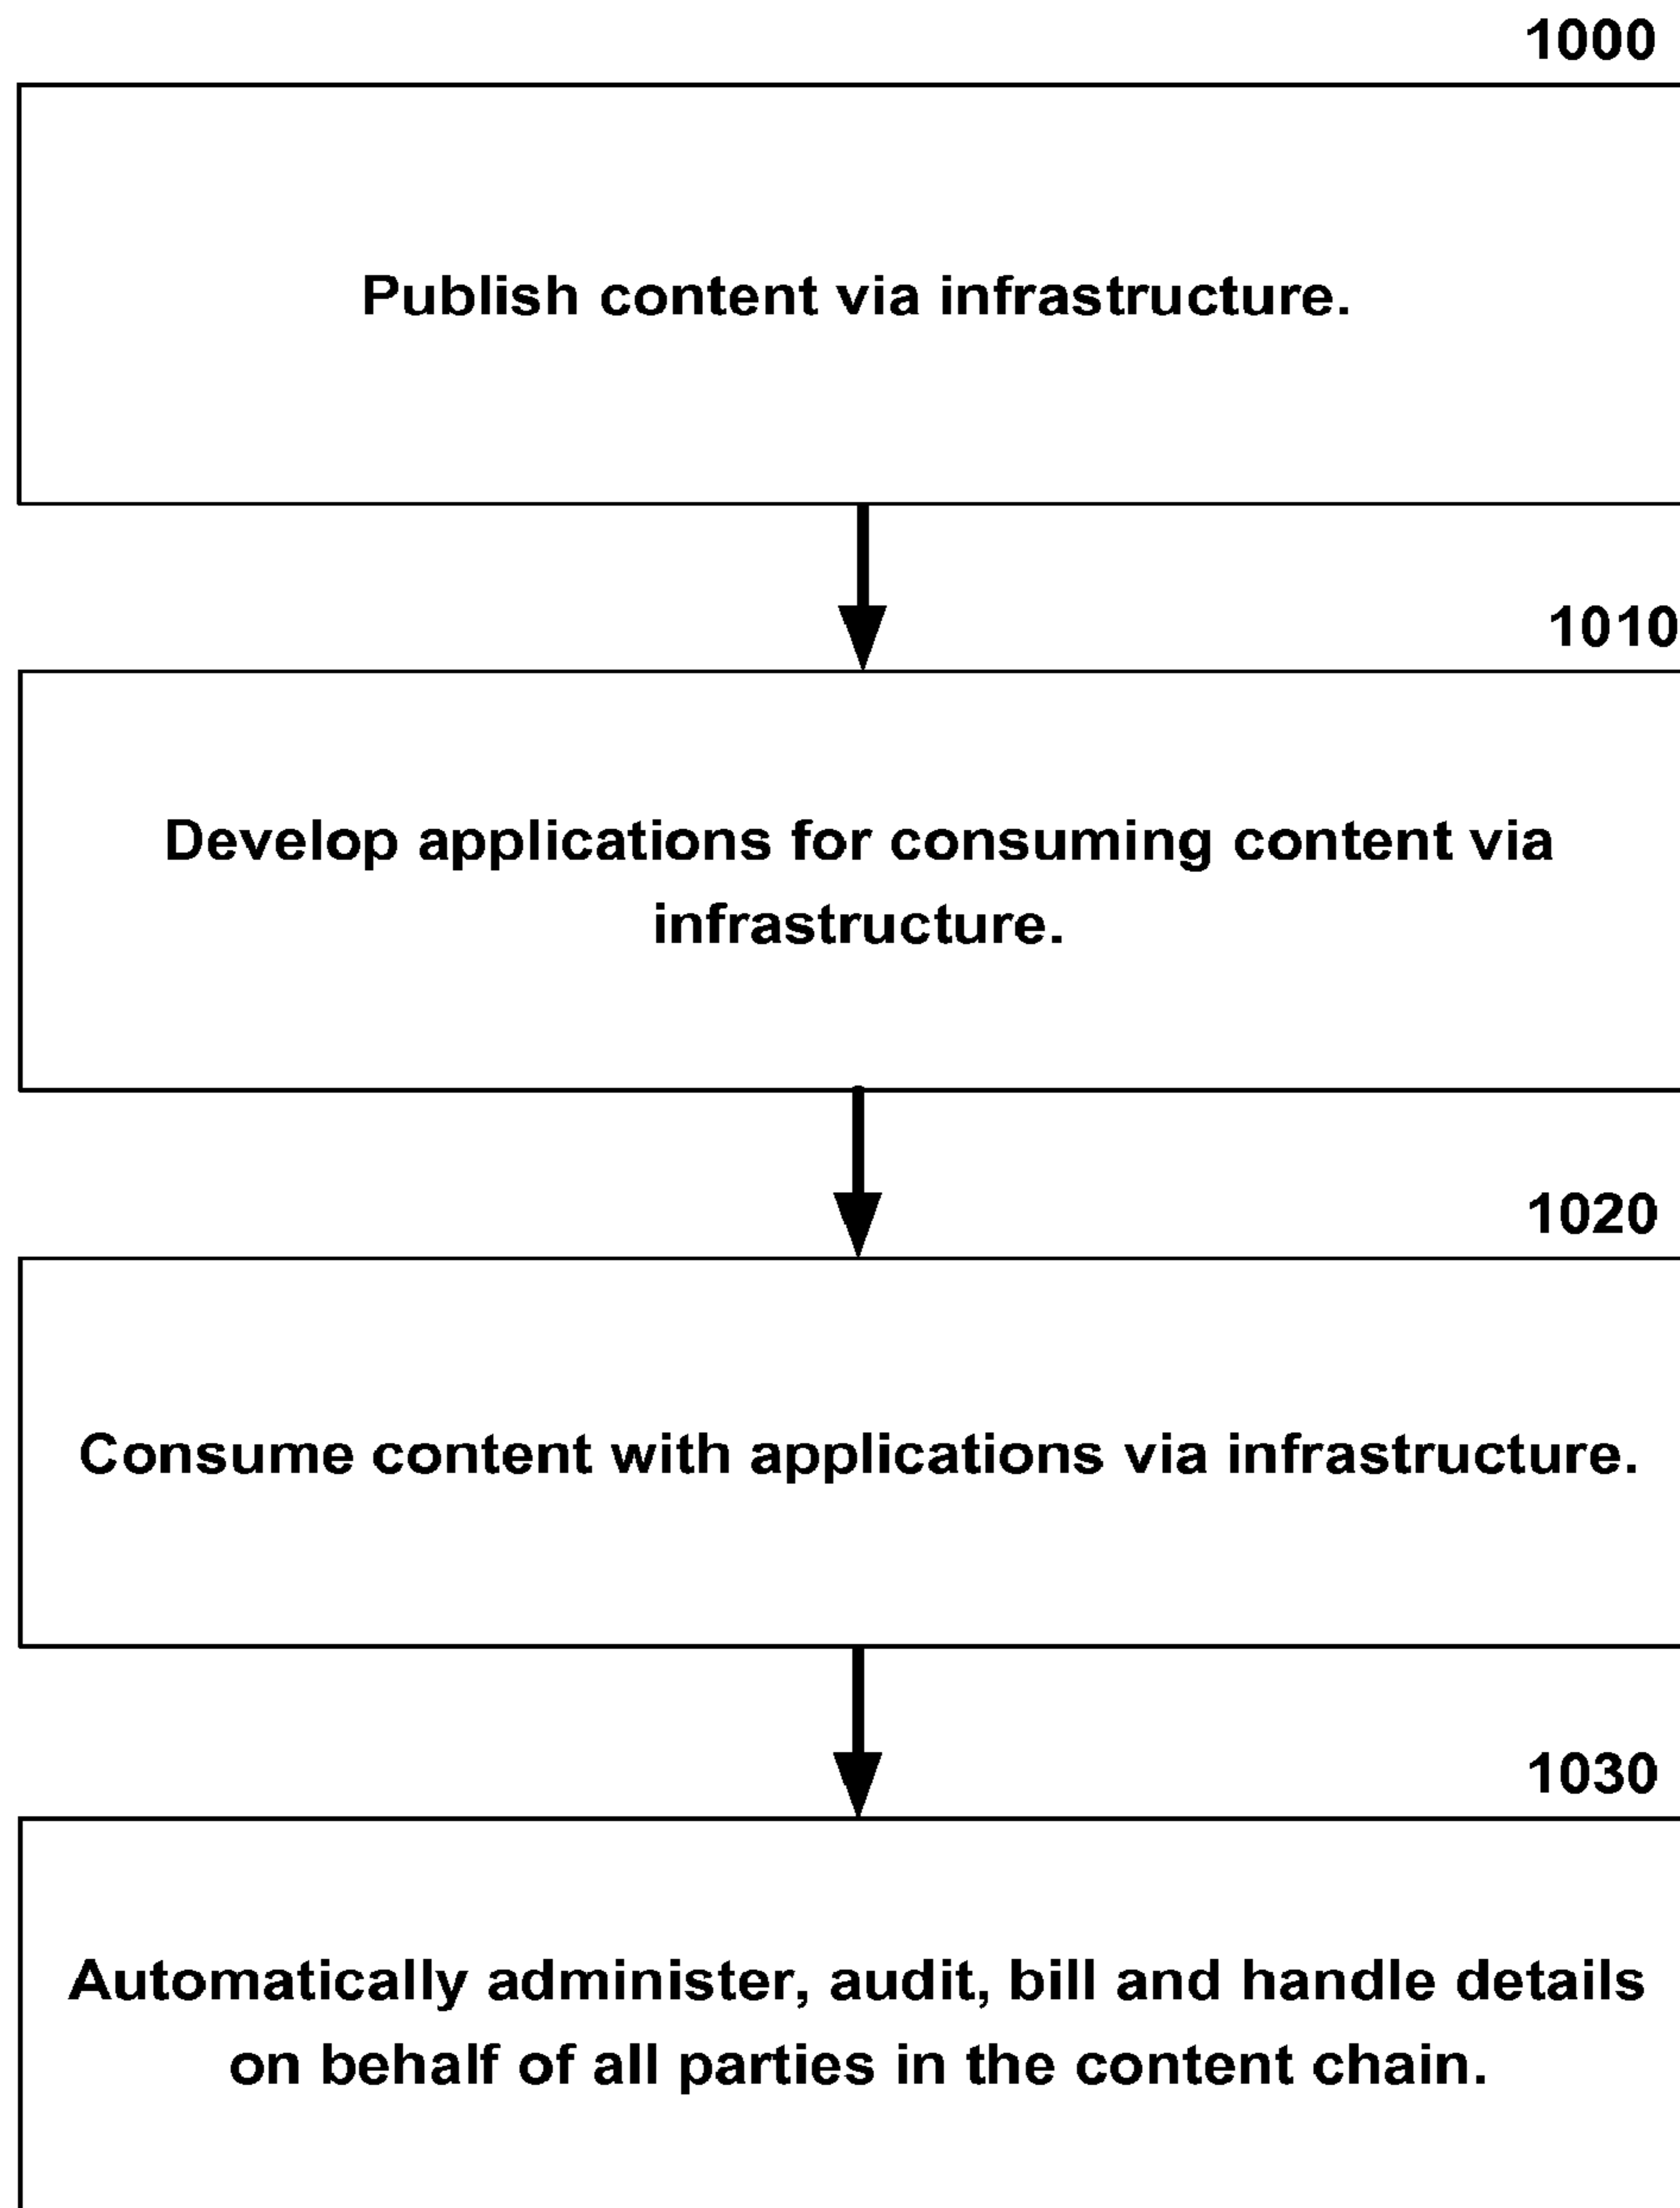 1000
Publish content via infrastructure.
1010
Develop applications for consuming content via
infrastructure.
1020
Consume content with applications via infrastructure.
1030
Automatically administer, audit, bill and handle details
on behalf of all parties in the content chain.